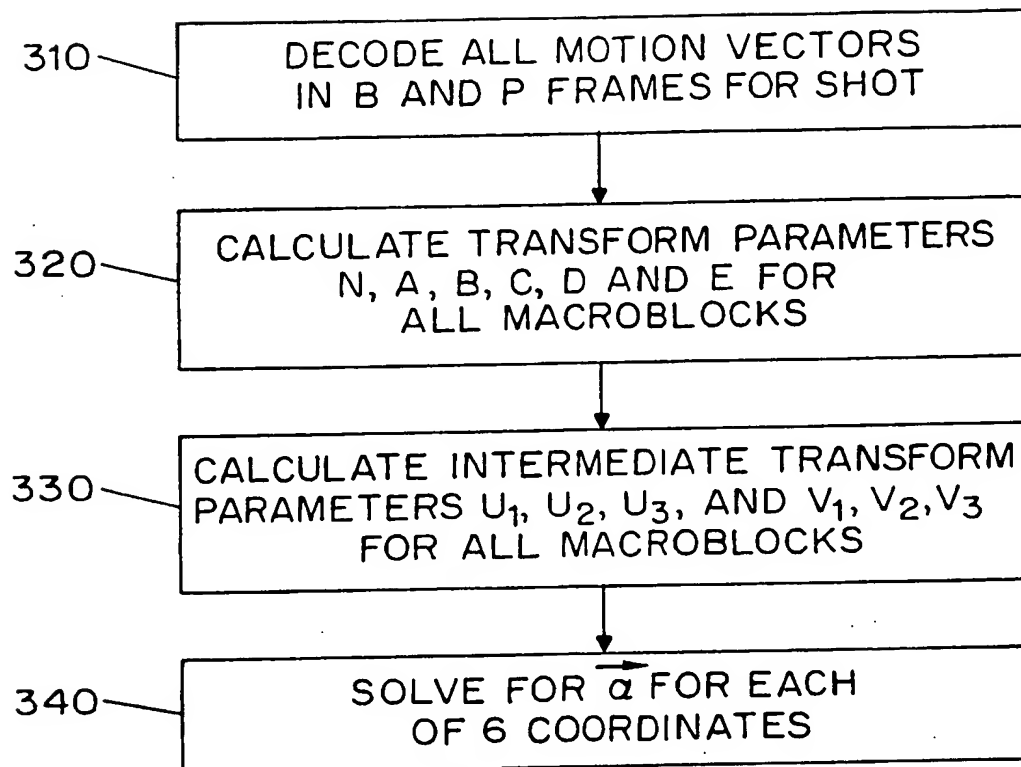 310
DECODE ALL MOTION VECTORS
IN B AND P FRAMES FOR SHOT
320
CALCULATE TRANSFORM PARAMETERS
N, A, B, C, D AND E FOR
ALL MACROBLOCKS
330
CALCULATE INTERMEDIATE TRANSFORM
PARAMETERS U₁, U₂, U₃, AND V₁, V₂, V₃
FOR ALL MACROBLOCKS
340
SOLVE FOR a⃗ FOR EACH
OF 6 COORDINATES